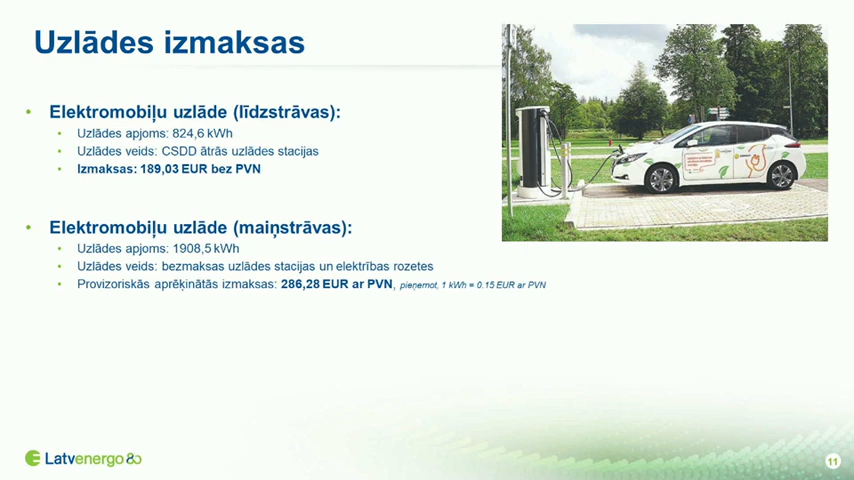 Uzlādes izmaksas
• Elektromobiļu uzlāde (līdzstrāvas):
• Uzlādes apjoms: 824,6 kWh
• Uzlādes veids: CSDD ātrās uzlādes stacijas
• Izmaksas: 189,03 EUR bez PVN
• Elektromobiļu uzlāde (maiņstrāvas):
• Uzlādes apjoms: 1908,5 kWh
• Uzlādes veids: bezmaksas uzlādes stacijas un elektrības rozetes
• Provizoriskās aprēķinātās izmaksas: 286,28 EUR ar PVN, pieņemot, 1 kWh = 0.15 EUR ar PVN
Latvenergo 80
11